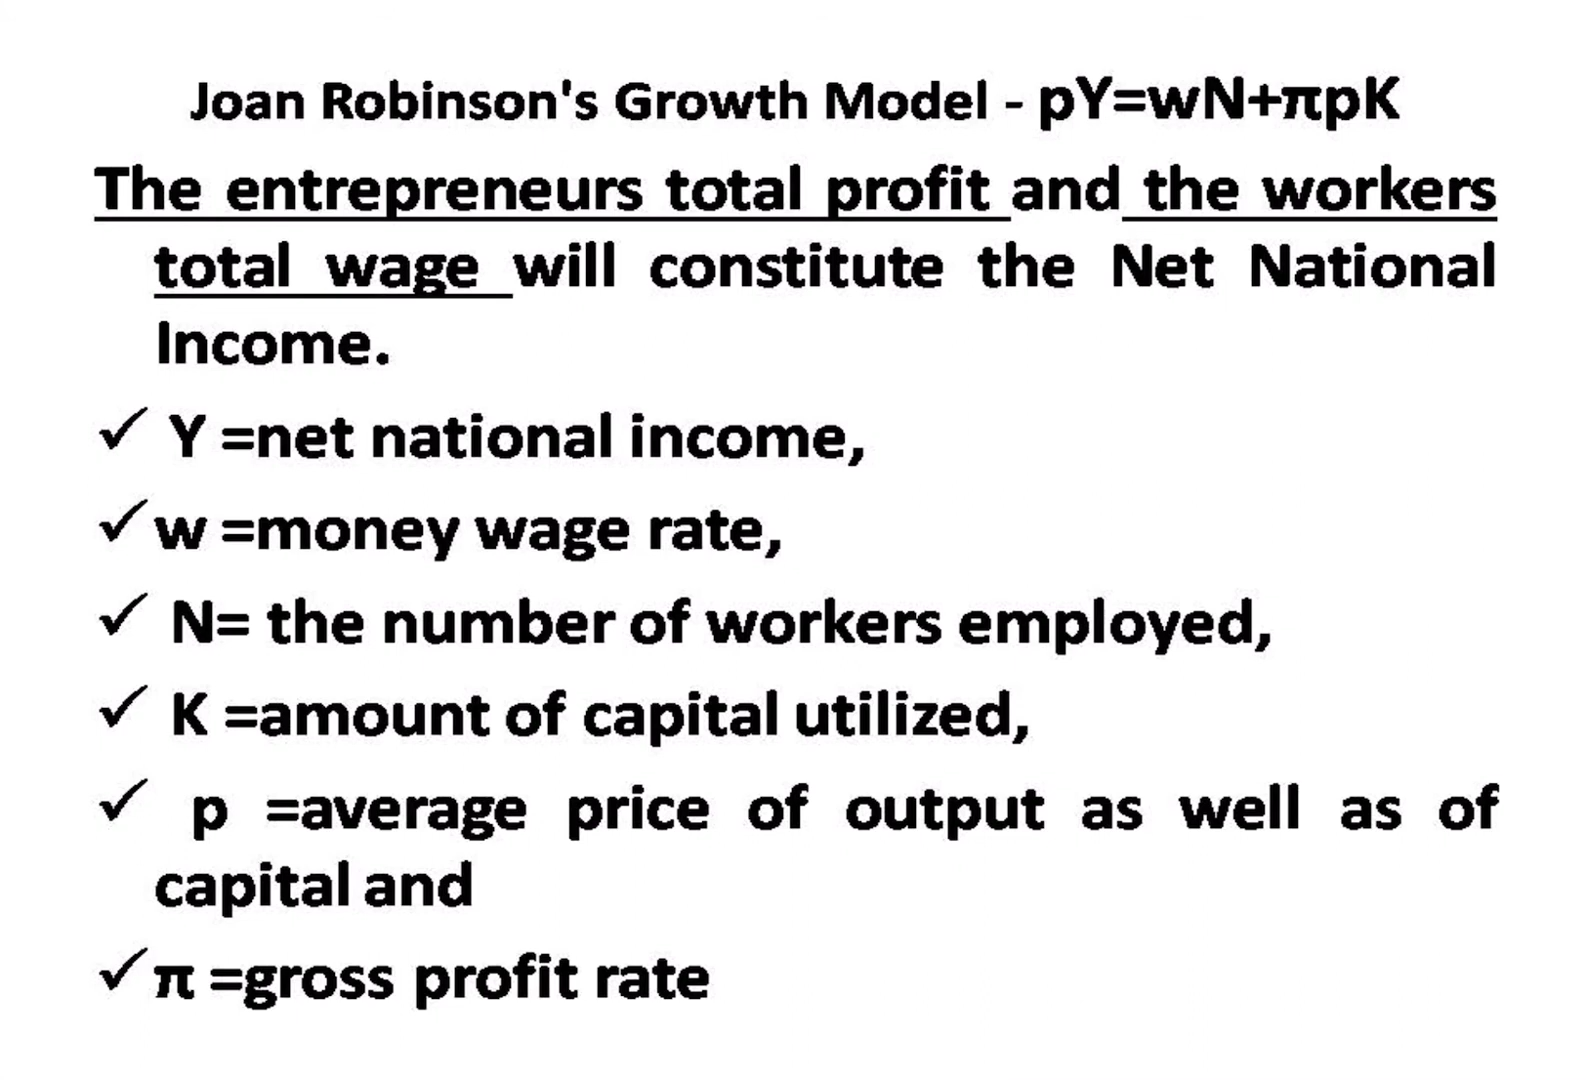 Joan Robinson's Growth Model - pY=wN+πpK
The entrepreneurs total profit and the workers
total wage will constitute the Net National
Income.
✓ Y =net national income,
✓ w =money wage rate,
✓ N= the number of workers employed,
✓ K =amount of capital utilized,
✓ p =average price of output as well as of
capital and
✓ π =gross profit rate